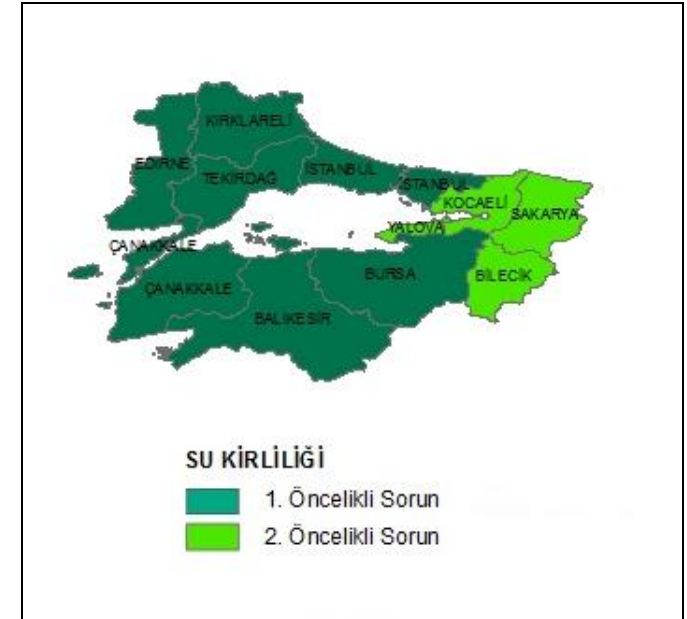 KIRKLARELİ
EDİRNE
TEKİRDAĞ
İSTANBUL
İSTANBUL
KOCAELİ
SAKARYA
YALOVA
ÇANAKKALE
ÇANAKKALE
BURSA
BİLECİK
BALIKESİR
SU KİRLİLİĞİ
1. Öncelikli Sorun
2. Öncelikli Sorun